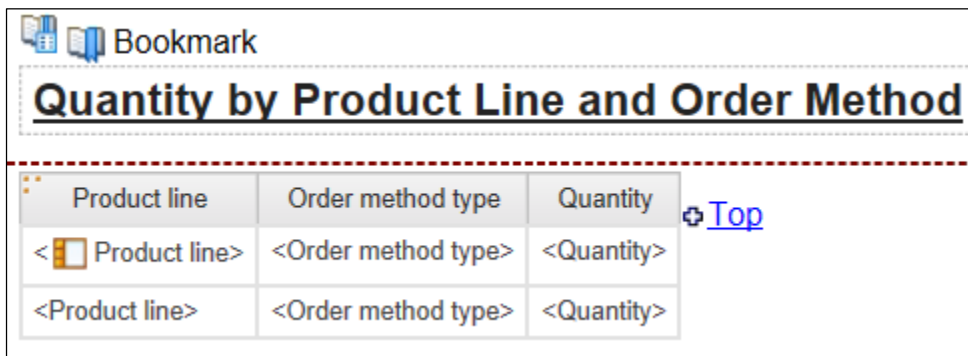 Bookmark
Quantity by Product Line and Order Method
Product line Order method type Quantity Top
< Product line> <Order method type> <Quantity>
<Product line> <Order method type> <Quantity>